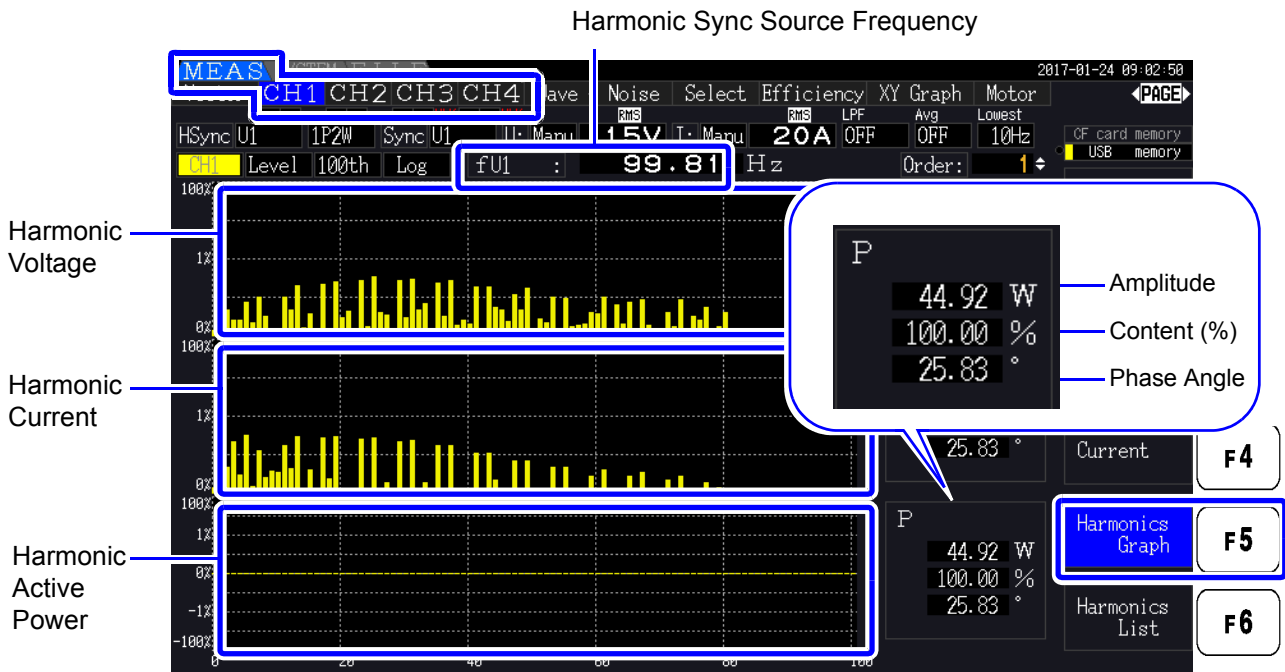 Harmonic Sync Source Frequency
MEAS
2017-01-24 09:02:50
CH1 CH2 CH3 CH4 Noise Select Efficiency XY Graph Motor
PAGE
RMS RMS LPF Avg Lowest
HSync U1 1P2W Sync U1 U: Manu 15V I: Manu 20A OFF OFF 10Hz
CF card memory
USB memory
CH1 Level 100th Log fU1 : 99.81 Hz Order: 1
100%
1%
0%
Harmonic
Voltage
P
44.92 W
100.00 %
25.83 °
Amplitude
Content (%)
Phase Angle
100%
1%
0%
Harmonic
Current
25.83 °
Current
F4
100%
1%
0%
-1%
-100%
Harmonic
Active
Power
P
44.92 W
100.00 %
25.83 °
Harmonics
Graph
F5
Harmonics
List
F6
0 20 40 60 80 100